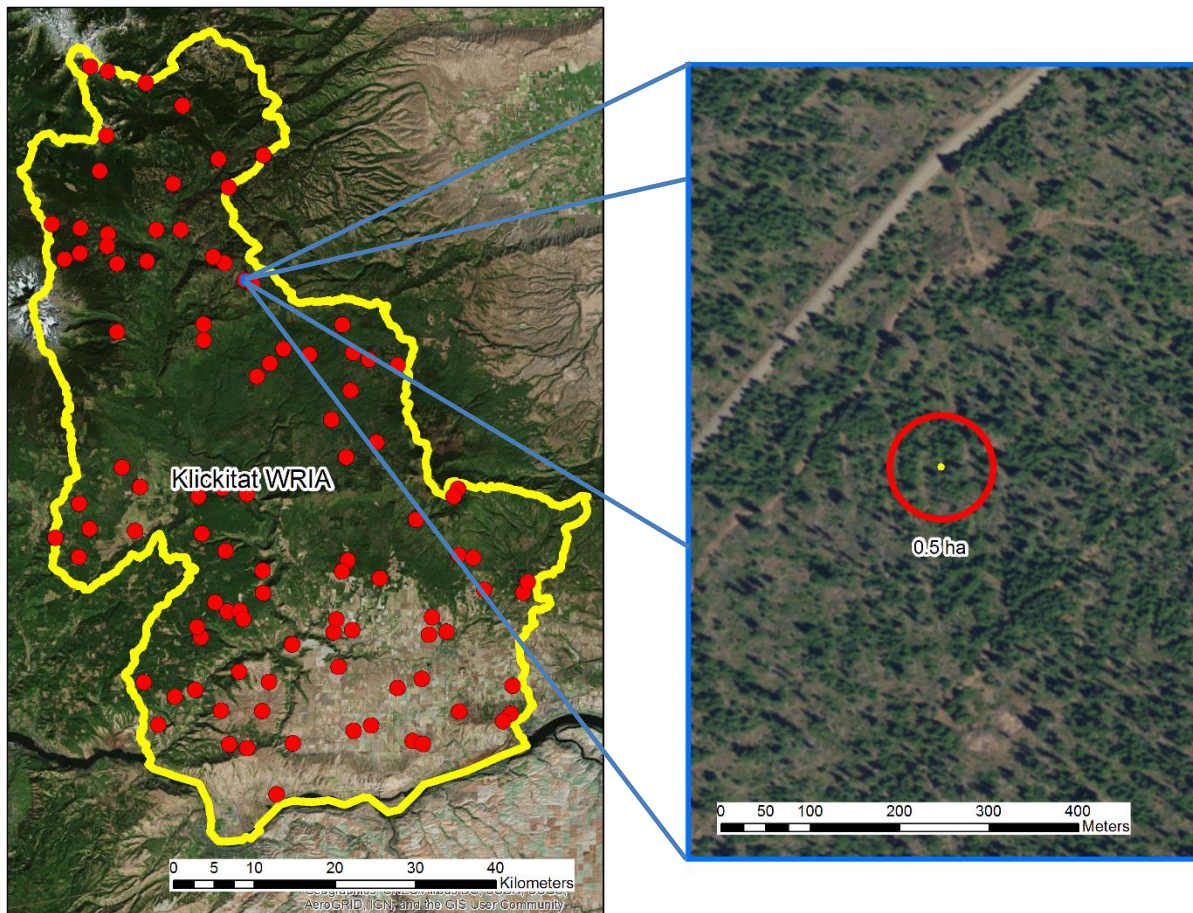 Klickitat WRIA
0 5 10 20 30 40
Kilometers
AeroGRID, IGN, and the GIS User Community
0.5 ha
0 50 100 200 300 400
Meters